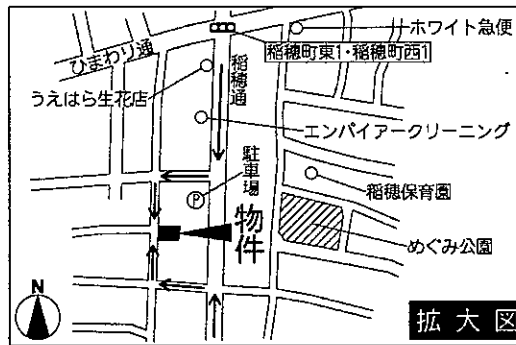 ホワイト急便
ひまわり通
稲穂町東1・稲穂町西1
うえはら生花店
稲穂通
エンパイアークリーニング
駐車場
P
稲穂保育園
物件
めぐみ公園
N
拡大図